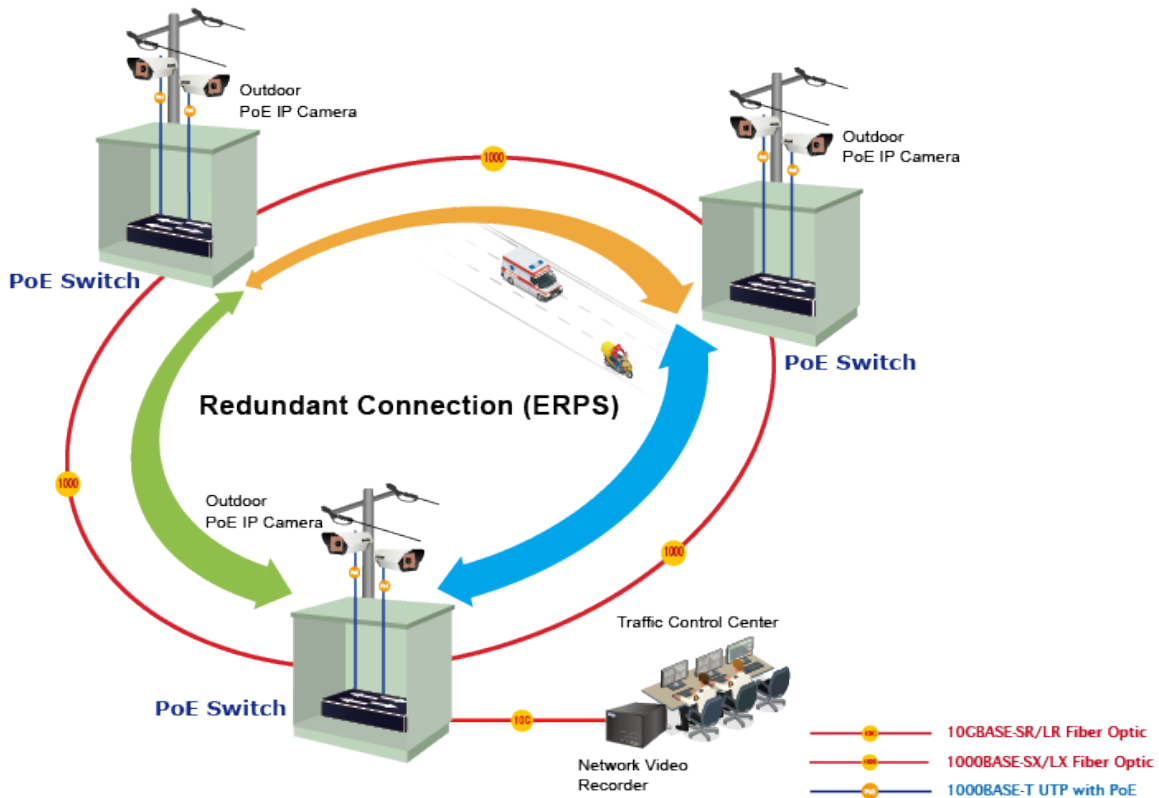 Outdoor
PoE IP Camera
1000
Outdoor
PoE IP Camera
PoE Switch
PoE Switch
Redundant Connection (ERPS)
1000
Outdoor
PoE IP Camera
1000
Traffic Control Center
PoE Switch
10G
Network Video
Recorder
10GBASE-SR/LR Fiber Optic
1000BASE-SX/LX Fiber Optic
1000BASE-T UTP with PoE